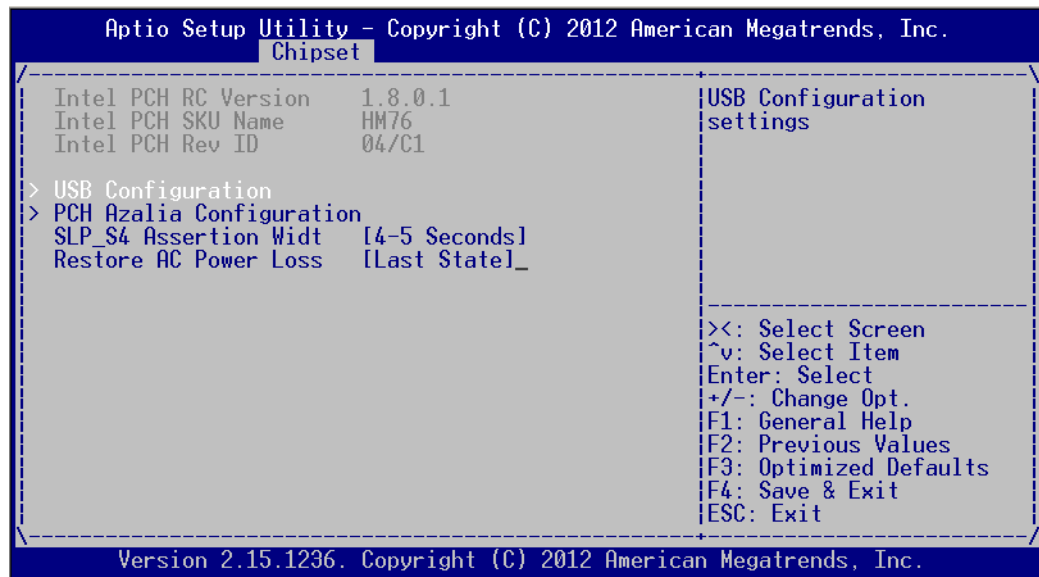 Aptio Setup Utility - Copyright (C) 2012 American Megatrends, Inc.
Chipset
Intel PCH RC Version 1.8.0.1
Intel PCH SKU Name HM76
Intel PCH Rev ID 04/C1
> USB Configuration
> PCH Azalia Configuration
SLP_S4 Assertion Widt [4-5 Seconds]
Restore AC Power Loss [Last State]_
USB Configuration
settings
><: Select Screen
^v: Select Item
Enter: Select
+/-: Change Opt.
F1: General Help
F2: Previous Values
F3: Optimized Defaults
F4: Save & Exit
ESC: Exit
Version 2.15.1236. Copyright (C) 2012 American Megatrends, Inc.